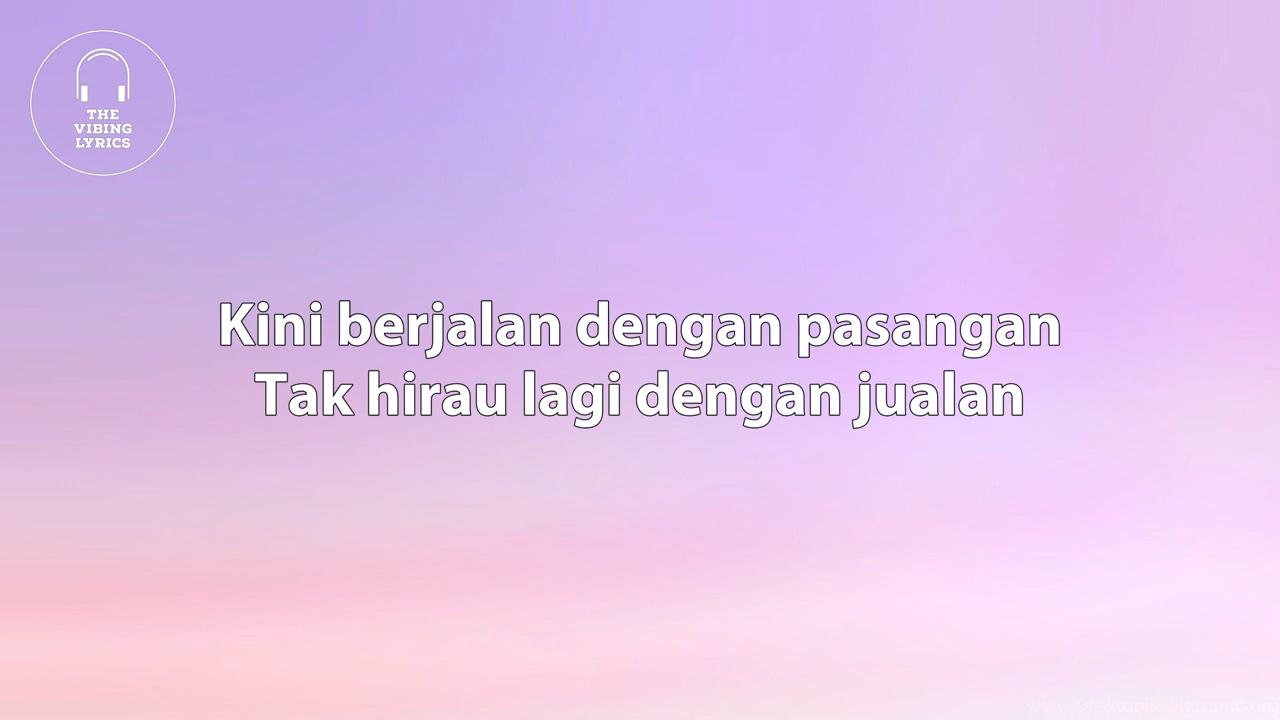 THE
VIBING
LYRICS
Kini berjalan dengan pasangan
Tak hirau lagi dengan jualan